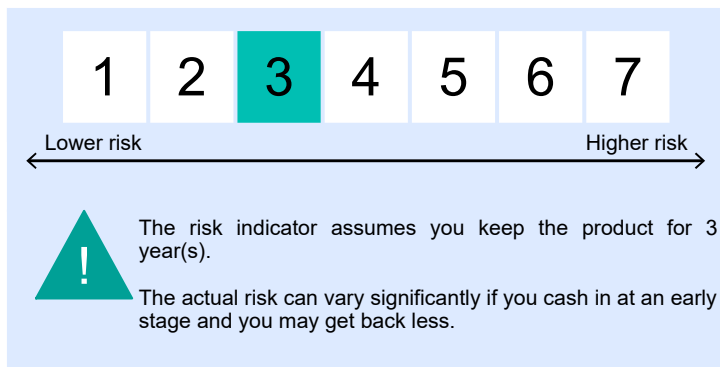 1 2 3 4 5 6 7
Lower risk Higher risk
!
The risk indicator assumes you keep the product for 3
year(s).
The actual risk can vary significantly if you cash in at an early
stage and you may get back less.